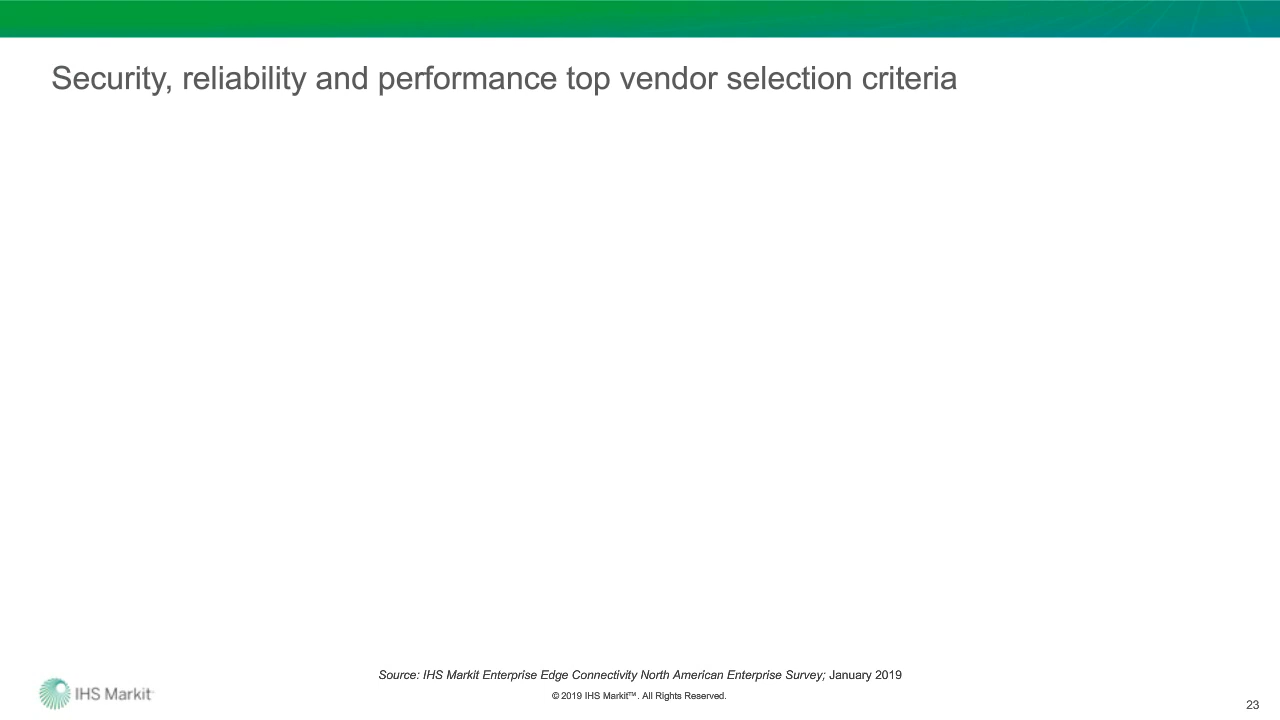 Security, reliability and performance top vendor selection criteria
Source: IHS Markit Enterprise Edge Connectivity North American Enterprise Survey; January 2019
IHS Markit™
© 2019 IHS Markit™. All Rights Reserved.
23